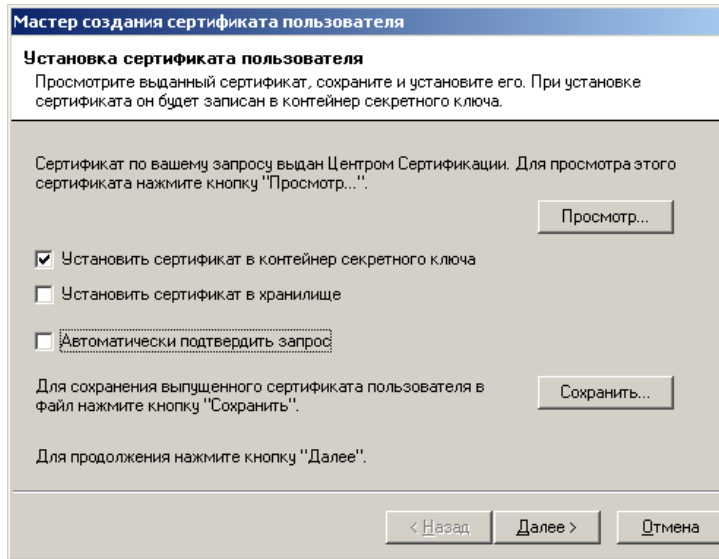 Мастер создания сертификата пользователя
Установка сертификата пользователя
Просмотрите выданный сертификат, сохраните и установите его. При установке
сертификата он будет записан в контейнер секретного ключа.
Сертификат по вашему запросу выдан Центром Сертификации. Для просмотра этого
сертификата нажмите кнопку "Просмотр...".
Просмотр...
Установить сертификат в контейнер секретного ключа
Установить сертификат в хранилище
Автоматически подтвердить запрос
Для сохранения выпущенного сертификата пользователя в
файл нажмите кнопку "Сохранить".
Сохранить...
Для продолжения нажмите кнопку "Далее".
< Назад Далее > Отмена